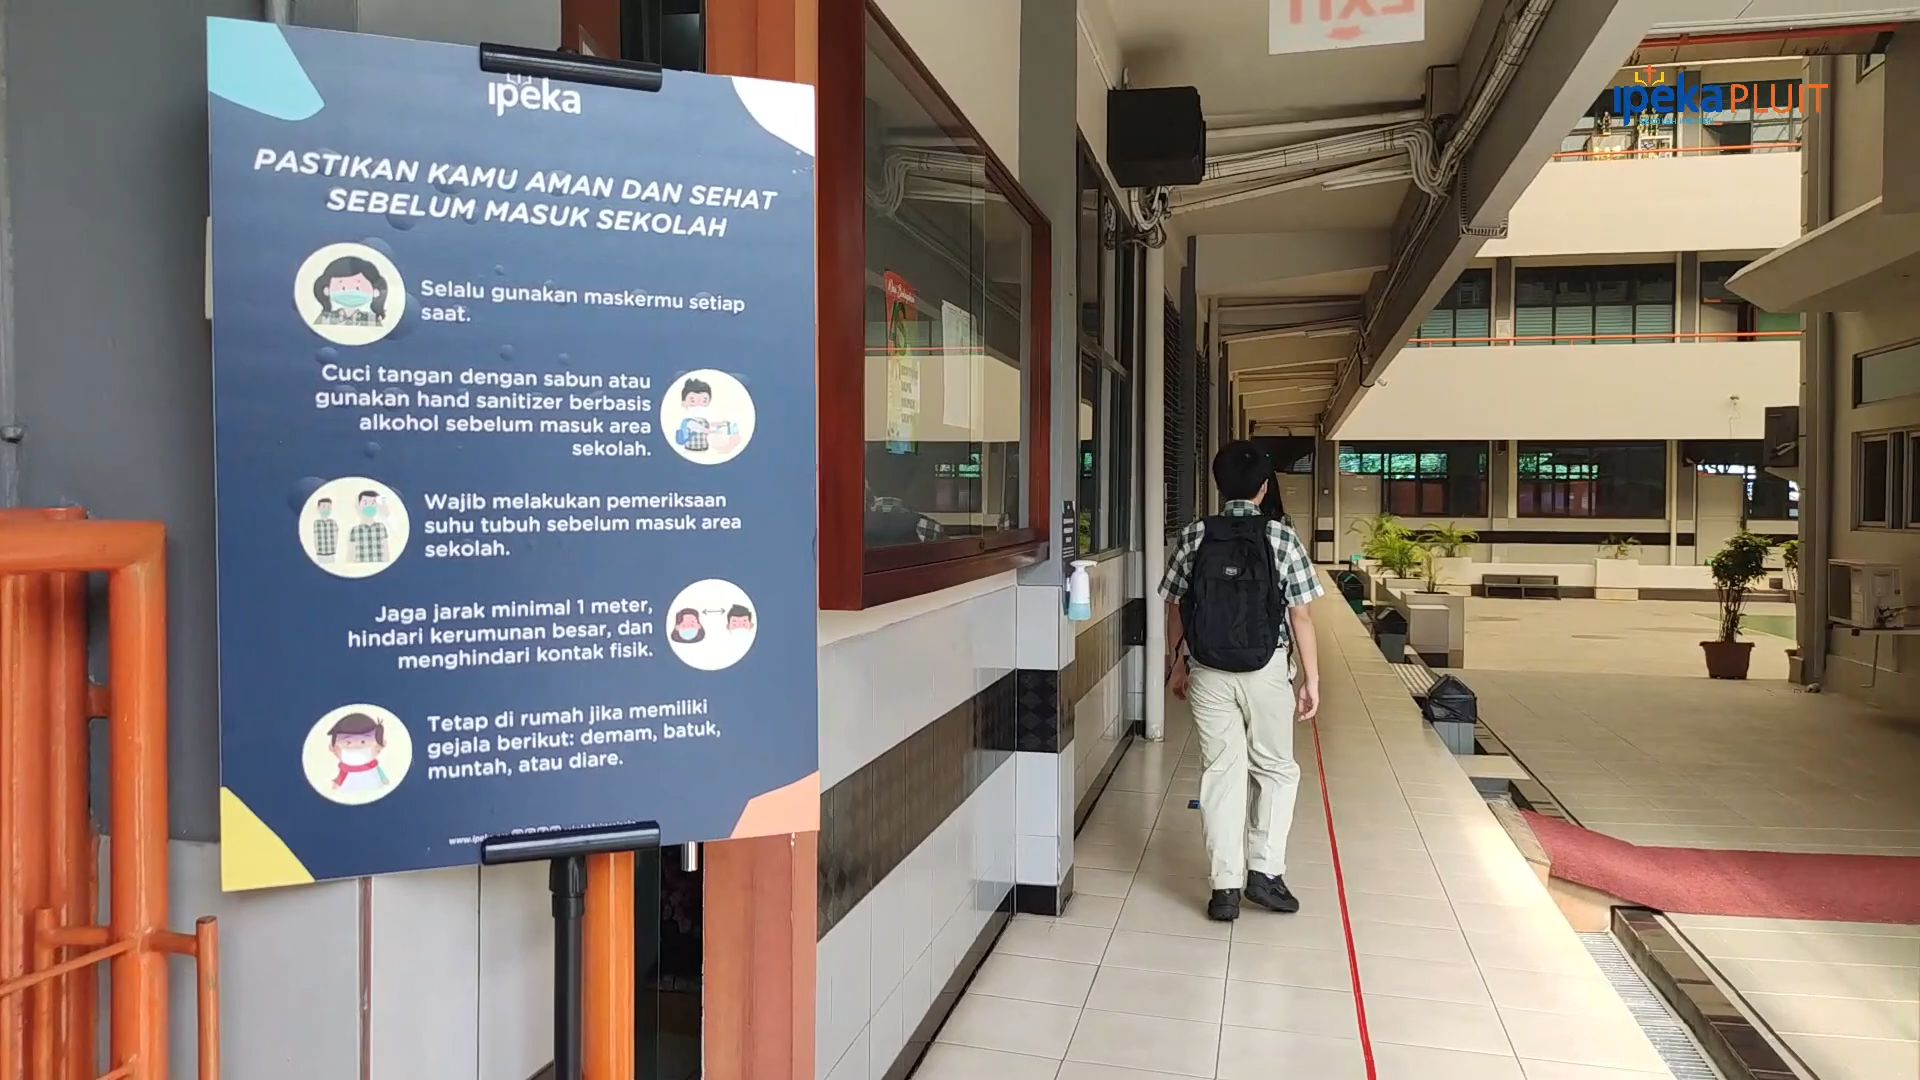 ipeka
PASTIKAN KAMU AMAN DAN SEHAT
SEBELUM MASUK SEKOLAH
Selalu gunakan maskermu setiap
saat.
Cuci tangan dengan sabun atau
gunakan hand sanitizer berbasis
alkohol sebelum masuk area
sekolah.
Wajib melakukan pemeriksaan
suhu tubuh sebelum masuk area
sekolah.
Jaga jarak minimal 1 meter,
hindari kerumunan besar, dan
menghindari kontak fisik.
Tetap di rumah jika memiliki
gejala berikut: demam, batuk,
muntah, atau diare.
EXIT
ipeka PLUIT